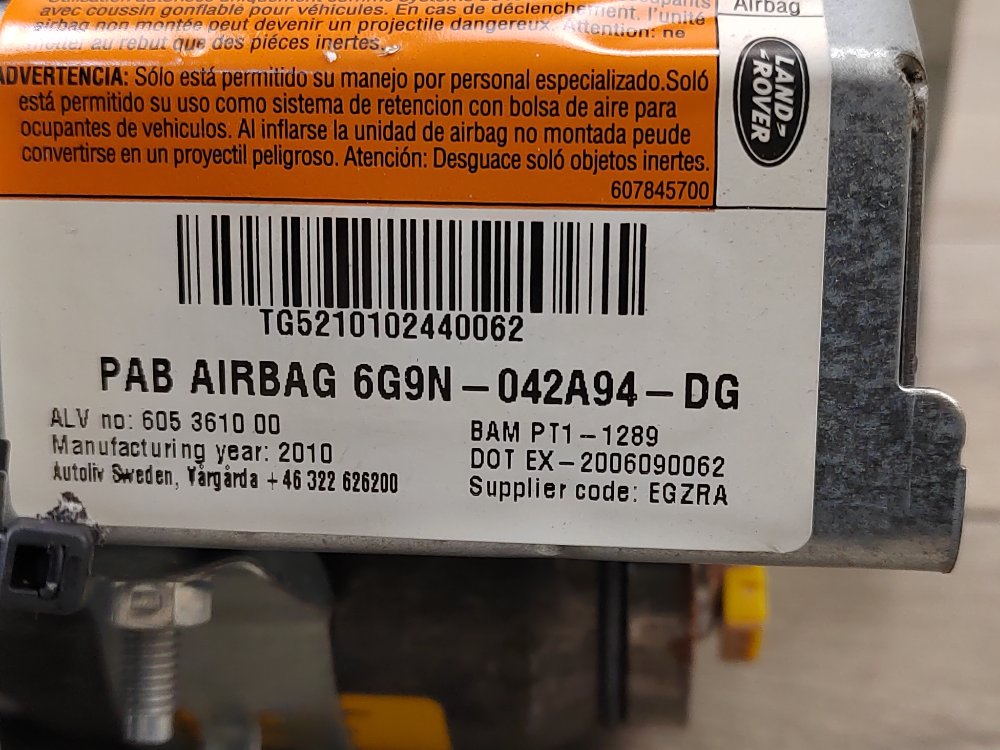 Airbag
avec coussin gonflable pour véhicules. En cas de déclenchement, l'unité
airbag non montée peut devenir un projectile dangereux. Attention: ne
au rebut que des piéces inertes.
ADVERTENCIA: Sólo está permitido su manejo por personal especializado.Soló
está permitido su uso como sistema de retencion con bolsa de aire para
ocupantes de vehiculos. Al inflarse la unidad de airbag no montada peude
convertirse en un proyectil peligroso. Atención: Desguace soló objetos inertes.
607845700
LAND-
-ROVER
TG5210102440062
PAB AIRBAG 6G9N-042A94-DG
ALV no: 605 3610 00
Manufacturing year: 2010
Autoliv Sweden, Vårgårda +46 322 626200
BAM PT1-1289
DOT EX-2006090062
Supplier code: EGZRA